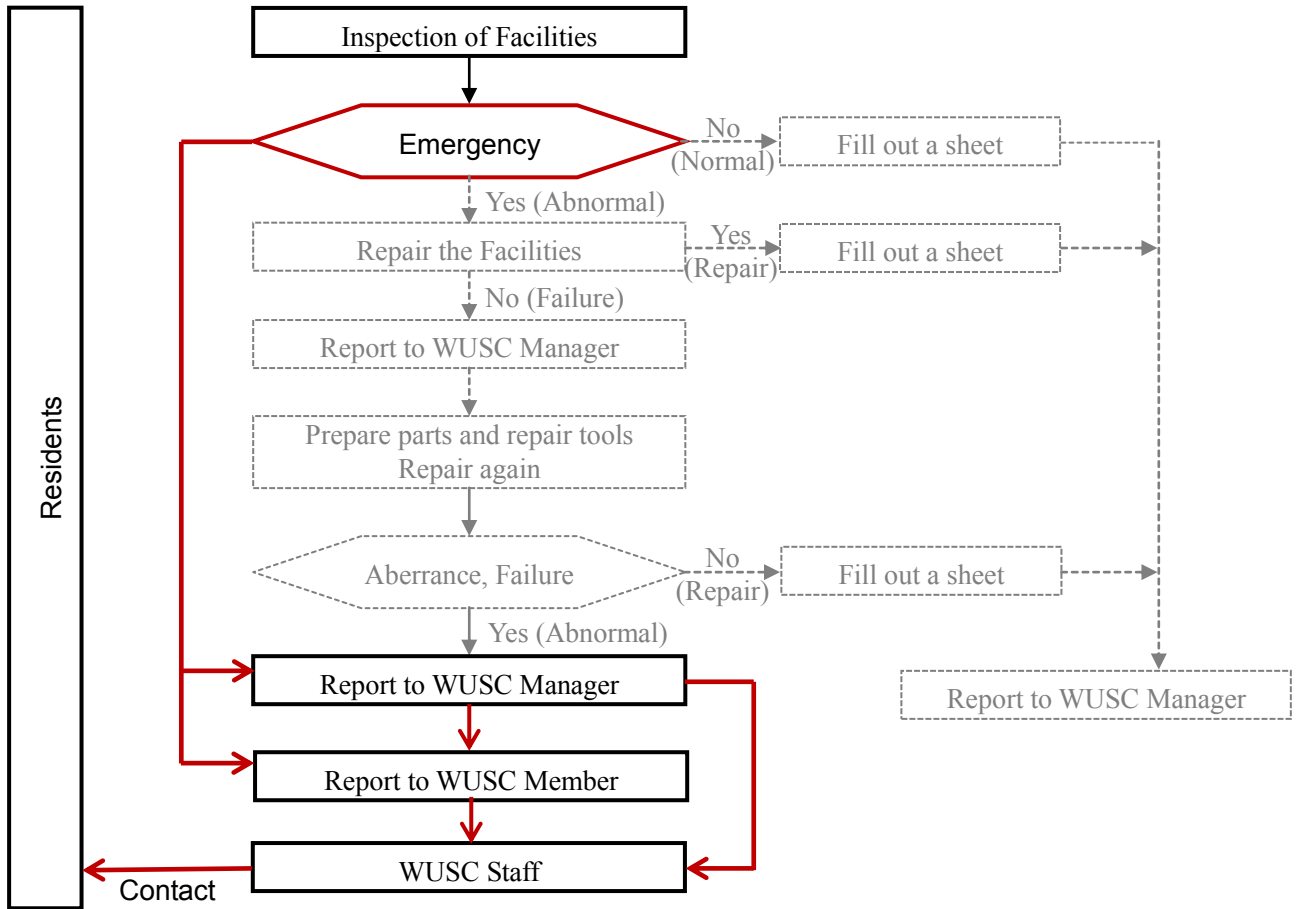 Residents
Inspection of Facilities
Emergency
No
(Normal)
Fill out a sheet
Yes (Abnormal)
Repair the Facilities
Yes
(Repair)
Fill out a sheet
No (Failure)
Report to WUSC Manager
Prepare parts and repair tools
Repair again
Aberrance, Failure
No
(Repair)
Fill out a sheet
Yes (Abnormal)
Report to WUSC Manager
Report to WUSC Manager
Report to WUSC Member
WUSC Staff
Contact